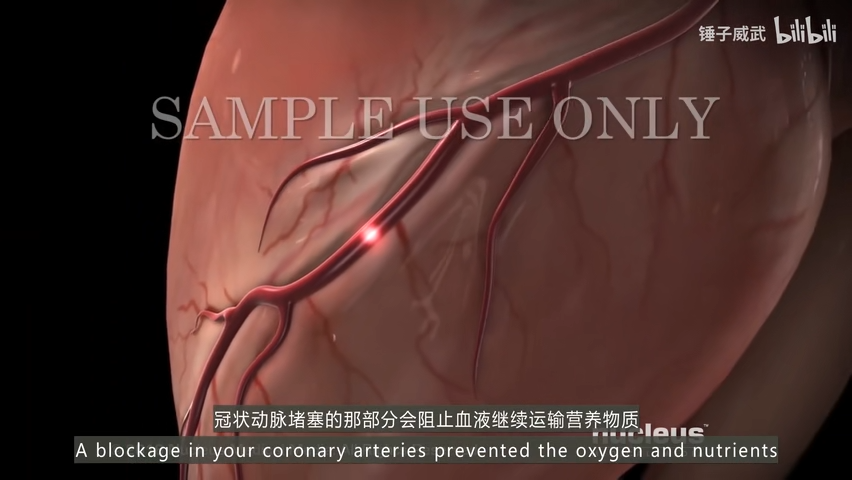 锤子威武 bilibili
SAMPLE USE ONLY
冠状动脉堵塞的那部分会阻止血液继续运输营养物质
nucleus™
A blockage in your coronary arteries prevented the oxygen and nutrients